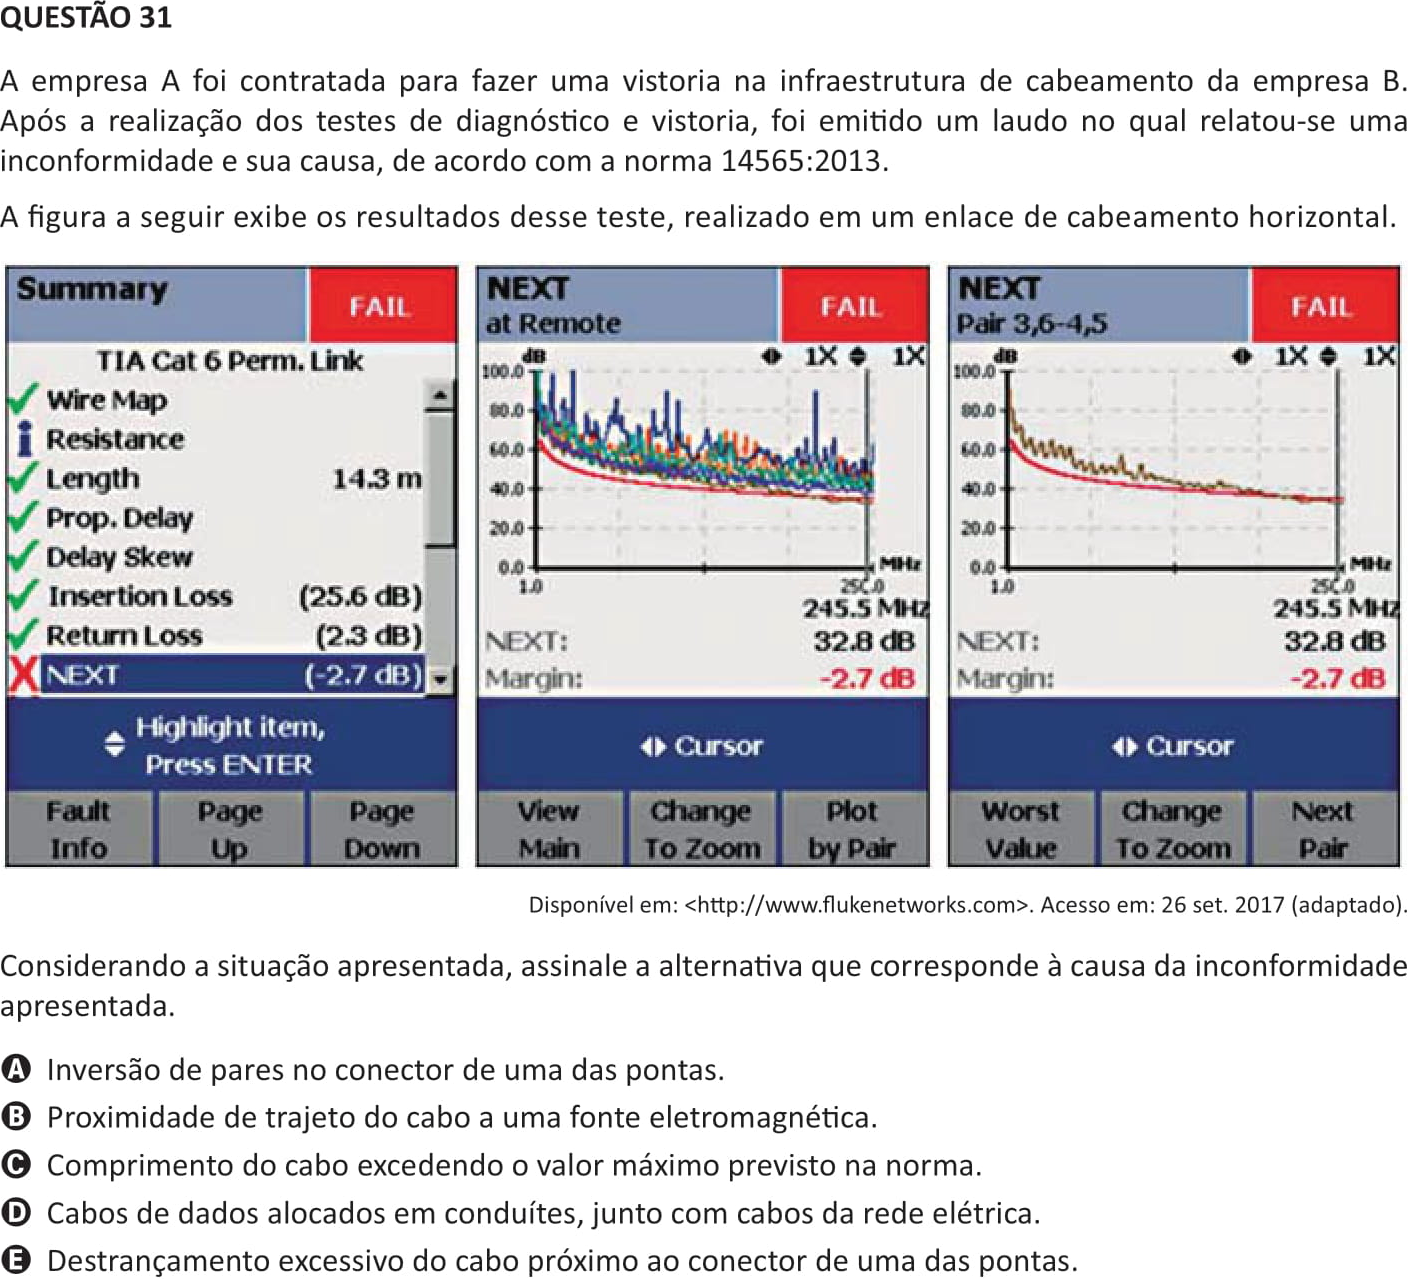 QUESTÃO 31
A empresa A foi contratada para fazer uma vistoria na infraestrutura de cabeamento da empresa B.
Após a realização dos testes de diagnóstico e vistoria, foi emitido um laudo no qual relatou-se uma
inconformidade e sua causa, de acordo com a norma 14565:2013.
A figura a seguir exibe os resultados desse teste, realizado em um enlace de cabeamento horizontal.
Summary
FAIL
TIA Cat 6 Perm. Link
Wire Map
Resistance
Length 14.3 m
Prop. Delay
Delay Skew
Insertion Loss (25.6 dB)
Return Loss (2.3 dB)
NEXT (-2.7 dB)
Highlight item,
Press ENTER
Fault Info
Page Up
Page Down
NEXT
at Remote
FAIL
dB 1X 1X
100.0
80.0
60.0
40.0
20.0
0.0 MHz
1.0 250.0
245.5 MHz
NEXT: 32.8 dB
Margin: -2.7 dB
Cursor
View Main
Change To Zoom
Plot by Pair
NEXT
Pair 3,6-4,5
FAIL
dB 1X 1X
100.0
80.0
60.0
40.0
20.0
0.0 MHz
1.0 250.0
245.5 MHz
NEXT: 32.8 dB
Margin: -2.7 dB
Cursor
Worst Value
Change To Zoom
Next Pair
Disponível em: <http://www.flukenetworks.com>. Acesso em: 26 set. 2017 (adaptado).
Considerando a situação apresentada, assinale a alternativa que corresponde à causa da inconformidade
apresentada.
A Inversão de pares no conector de uma das pontas.
B Proximidade de trajeto do cabo a uma fonte eletromagnética.
C Comprimento do cabo excedendo o valor máximo previsto na norma.
D Cabos de dados alocados em conduítes, junto com cabos da rede elétrica.
E Destrançamento excessivo do cabo próximo ao conector de uma das pontas.